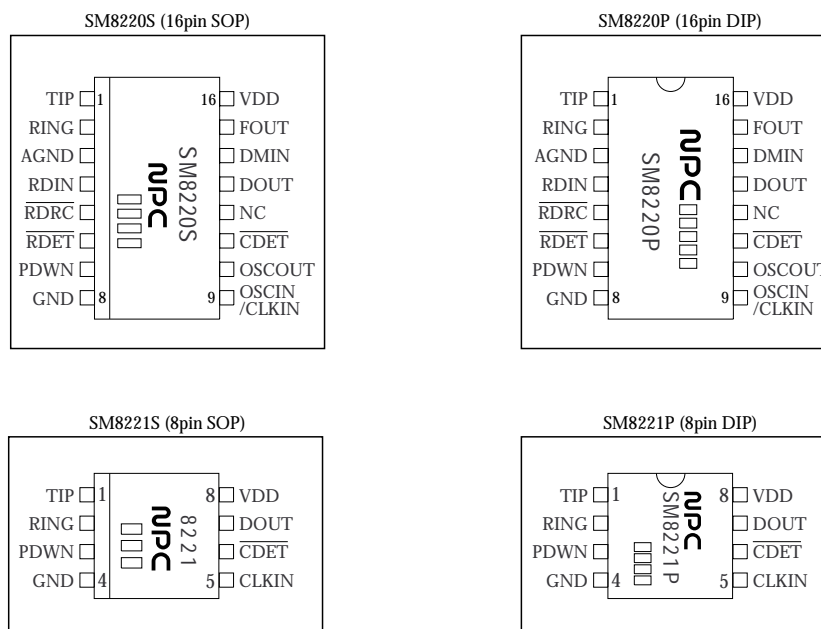 SM8220S (16pin SOP)
TIP 1 16 VDD
RING FOUT
AGND DMIN
RDIN DOUT
RDRC NC
RDET CDET
PDWN OSCOUT
GND 8 9 OSCIN
/CLKIN
SM8220S
NPC
SM8220P (16pin DIP)
TIP 1 16 VDD
RING FOUT
AGND DMIN
RDIN DOUT
RDRC NC
RDET CDET
PDWN OSCOUT
GND 8 9 OSCIN
/CLKIN
NPC
SM8220P
SM8221S (8pin SOP)
TIP 1 8 VDD
RING DOUT
PDWN CDET
GND 4 5 CLKIN
8221
NPC
SM8221P (8pin DIP)
TIP 1 8 VDD
RING DOUT
PDWN CDET
GND 4 5 CLKIN
NPC
SM8221P